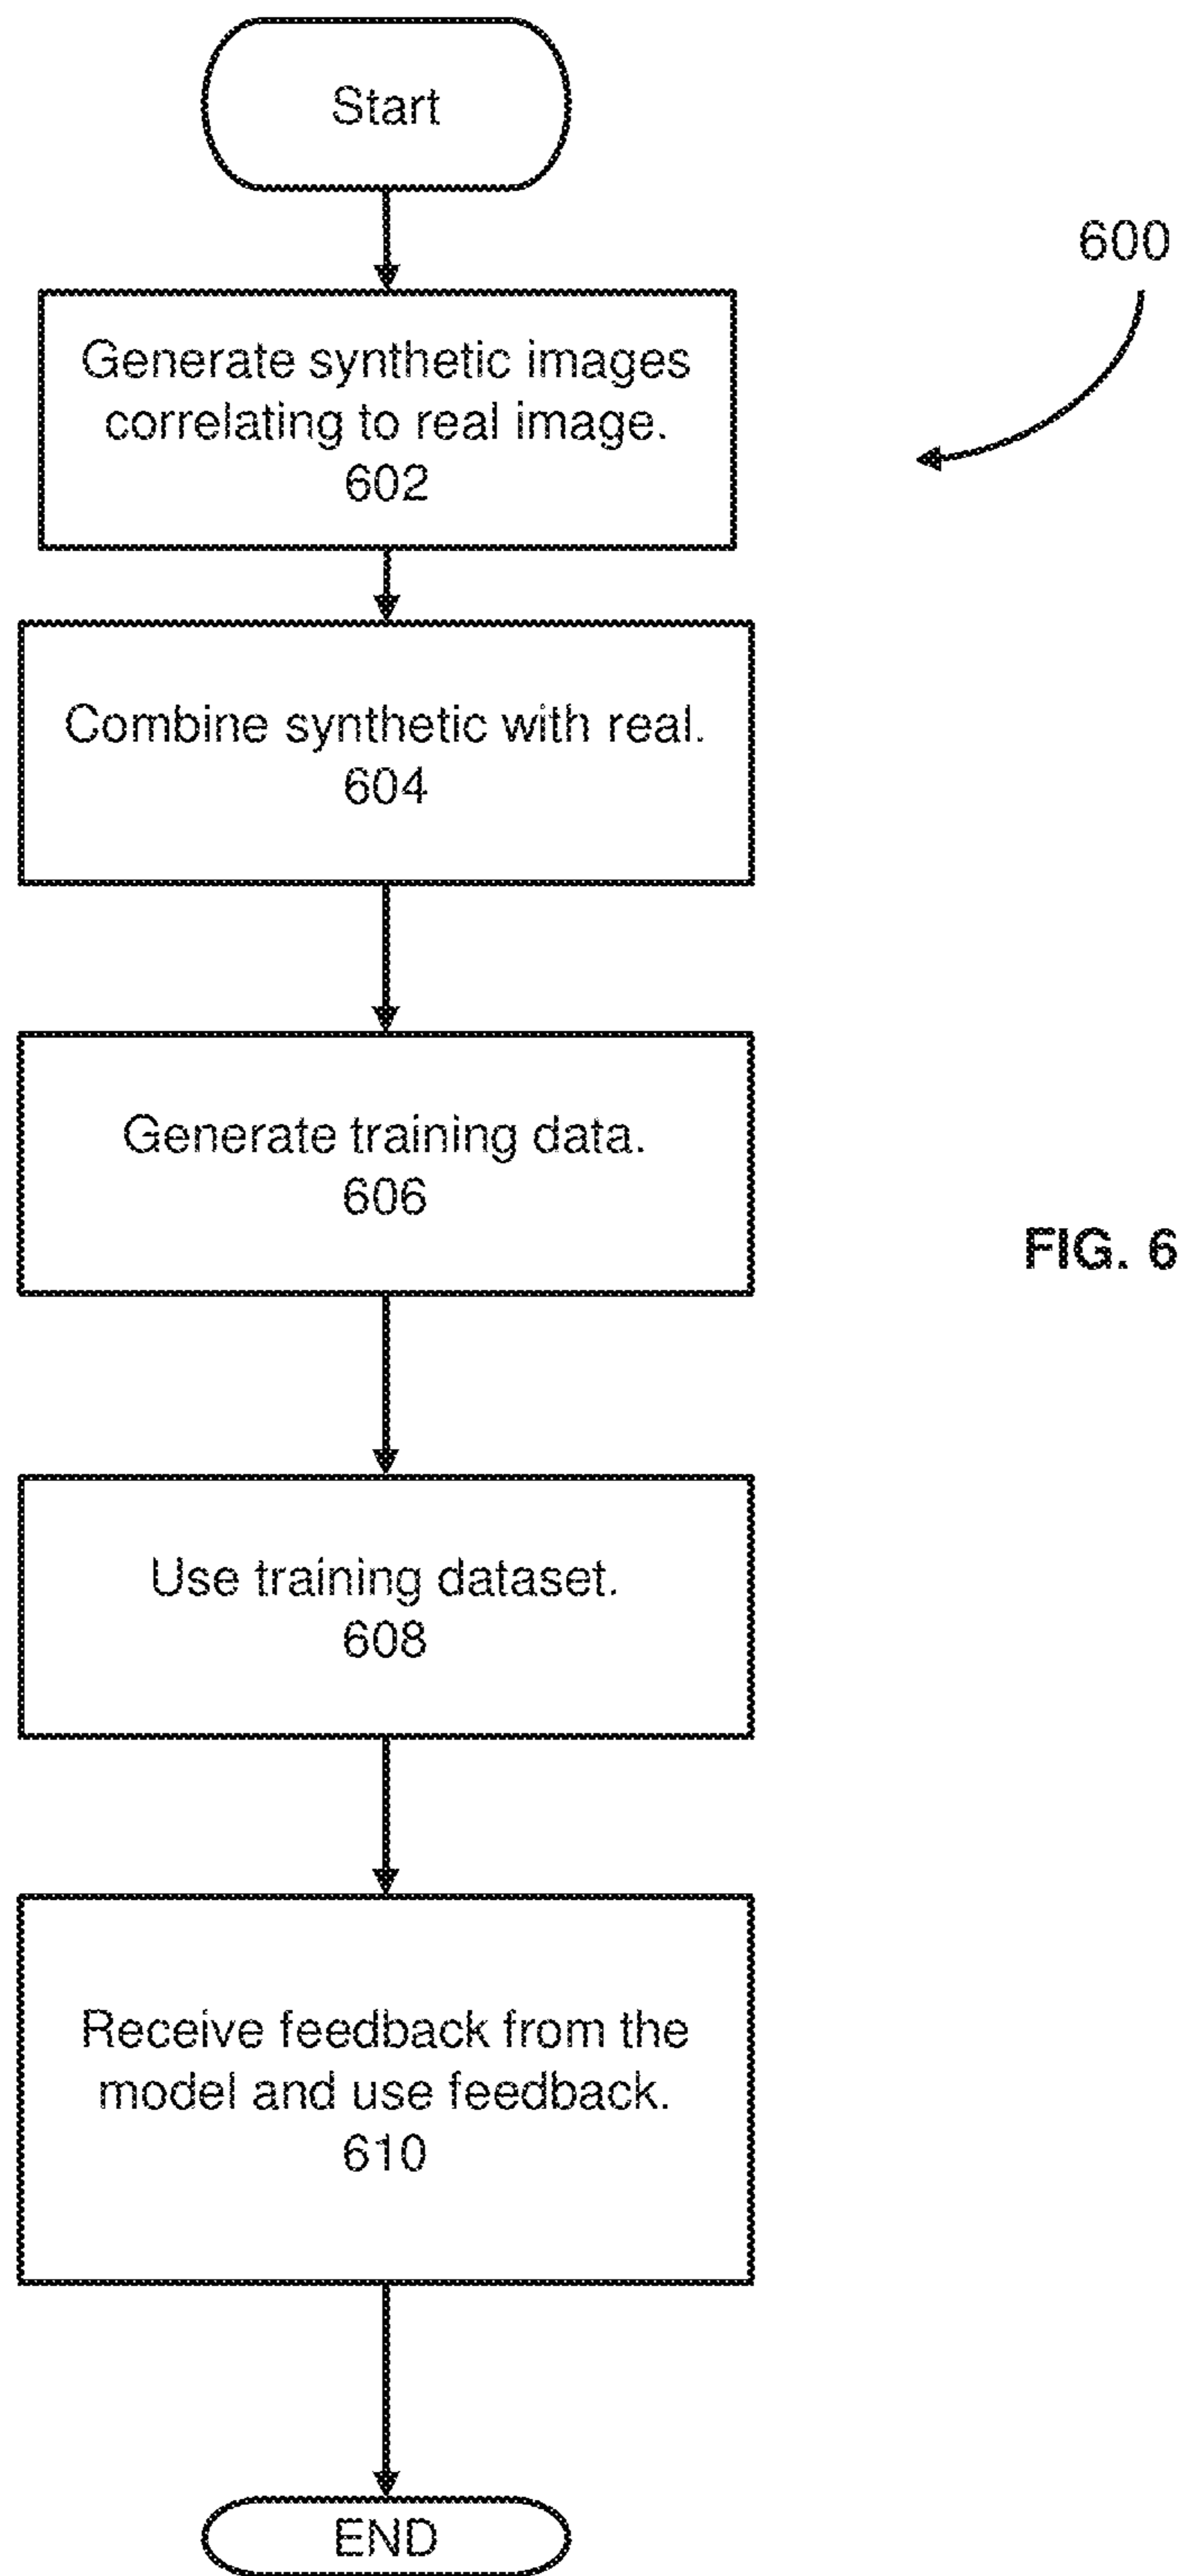 Start
600
Generate synthetic images
correlating to real image.
602
Combine synthetic with real.
604
Generate training data.
606
FIG. 6
Use training dataset.
608
Receive feedback from the
model and use feedback.
610
END